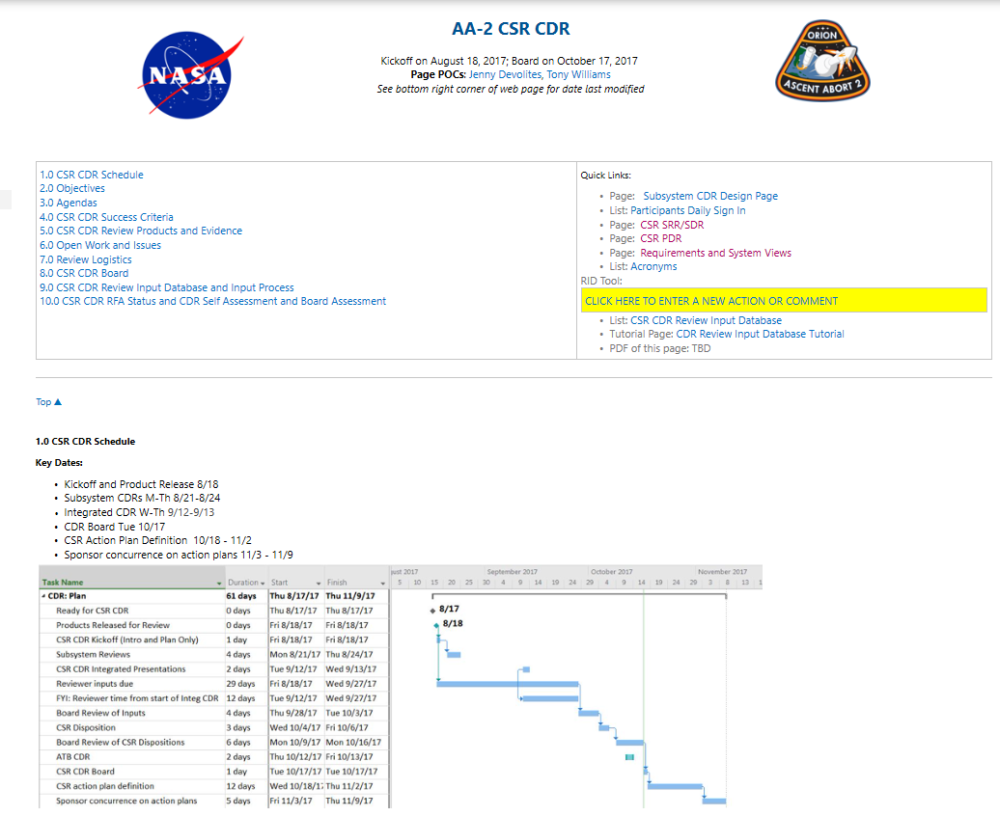 AA-2 CSR CDR
NASA
ORION
ASCENT ABORT 2
Kickoff on August 18, 2017; Board on October 17, 2017
Page POCs: Jenny Devolites, Tony Williams
See bottom right corner of web page for date last modified
1.0 CSR CDR Schedule
2.0 Objectives
3.0 Agendas
4.0 CSR CDR Success Criteria
5.0 CSR CDR Review Products and Evidence
6.0 Open Work and Issues
7.0 Review Logistics
8.0 CSR CDR Board
9.0 CSR CDR Review Input Database and Input Process
10.0 CSR CDR RFA Status and CDR Self Assessment and Board Assessment
Quick Links:
• Page: Subsystem CDR Design Page
• List: Participants Daily Sign In
• Page: CSR SRR/SDR
• Page: CSR PDR
• Page: Requirements and System Views
• List: Acronyms
RID Tool:
CLICK HERE TO ENTER A NEW ACTION OR COMMENT
• List: CSR CDR Review Input Database
• Tutorial Page: CDR Review Input Database Tutorial
• PDF of this page: TBD
Top ▲
1.0 CSR CDR Schedule
Key Dates:
• Kickoff and Product Release 8/18
• Subsystem CDRs M-Th 8/21-8/24
• Integrated CDR W-Th 9/12-9/13
• CDR Board Tue 10/17
• CSR Action Plan Definition 10/18 - 11/2
• Sponsor concurrence on action plans 11/3 - 11/9
ust 2017 September 2017 October 2017 November 2017
Task Name Duration Start Finish 5 10 15 20 25 30 4 9 14 19 24 29 4 9 14 19 24 29 3 8 13 1
CDR: Plan 61 days Thu 8/17/17 Thu 11/9/17
Ready for CSR CDR 0 days Thu 8/17/17 Thu 8/17/17 8/17
Products Released for Review 0 days Fri 8/18/17 Fri 8/18/17 8/18
CSR CDR Kickoff (Intro and Plan Only) 1 day Fri 8/18/17 Fri 8/18/17
Subsystem Reviews 4 days Mon 8/21/17 Thu 8/24/17
CSR CDR Integrated Presentations 2 days Tue 9/12/17 Wed 9/13/17
Reviewer inputs due 29 days Fri 8/18/17 Wed 9/27/17
FYI: Reviewer time from start of Integ CDR 12 days Tue 9/12/17 Wed 9/27/17
Board Review of Inputs 4 days Thu 9/28/17 Tue 10/3/17
CSR Disposition 3 days Wed 10/4/17 Fri 10/6/17
Board Review of CSR Dispositions 6 days Mon 10/9/17 Mon 10/16/17
ATB CDR 2 days Thu 10/12/17 Fri 10/13/17
CSR CDR Board 1 day Tue 10/17/17 Tue 10/17/17
CSR action plan definition 12 days Wed 10/18/1 Thu 11/2/17
Sponsor concurrence on action plans 5 days Fri 11/3/17 Thu 11/9/17